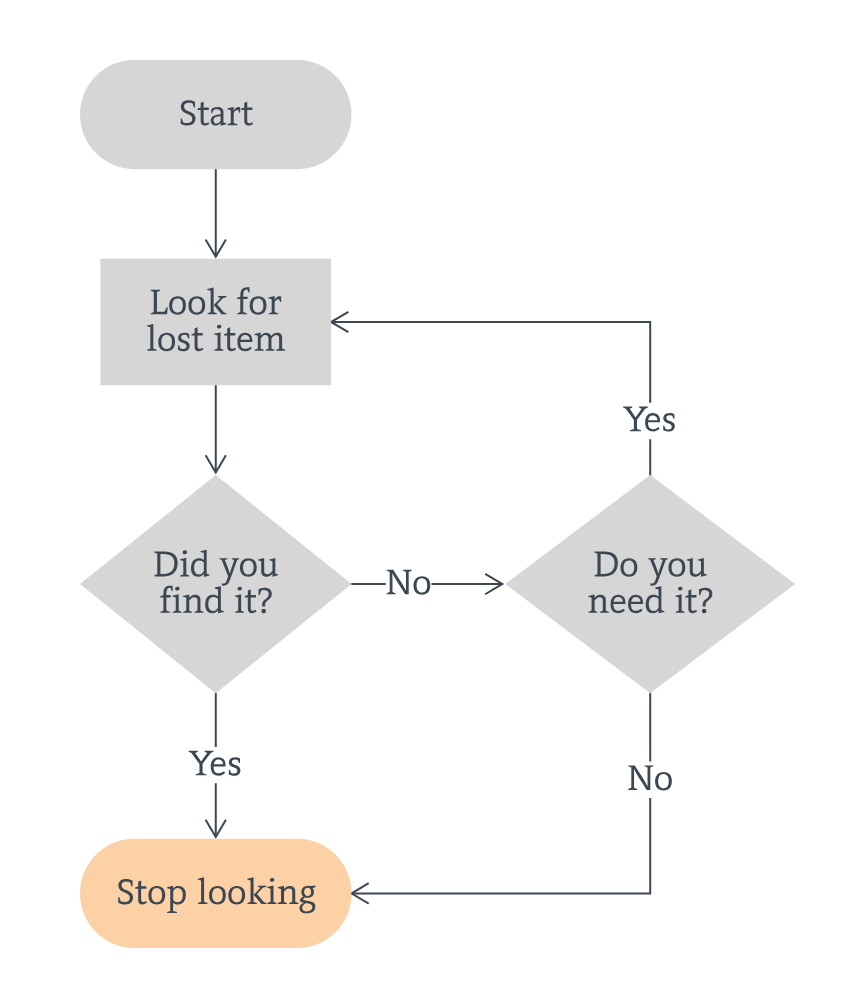 Start
Look for
lost item
Yes
Did you
find it?
No
Do you
need it?
Yes
No
Stop looking